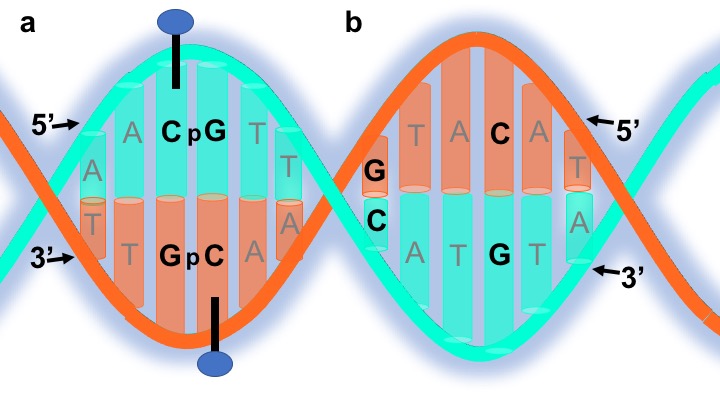 a
b
5’
A A CpG T T
T T GpC A A
3’
G T A C A T
C A T G T A
5’
3’